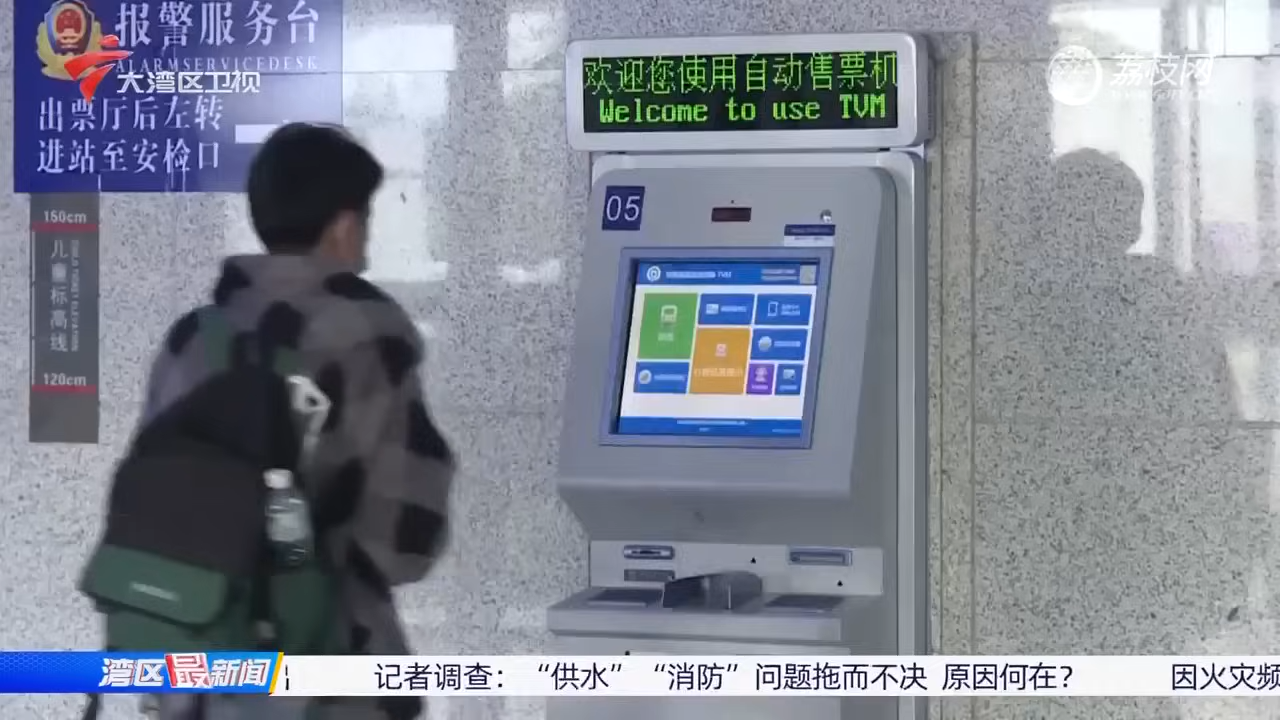 报警服务台
ALARMSERVICEDESK
大湾区卫视
出票厅后左转
进站至安检口
150cm
儿童标高线
120cm
欢迎您使用自动售票机
Welcome to use TVM
荔枝网
05
TVM
湾区最新闻
记者调查：“供水”“消防”问题拖而不决 原因何在？
因火灾频